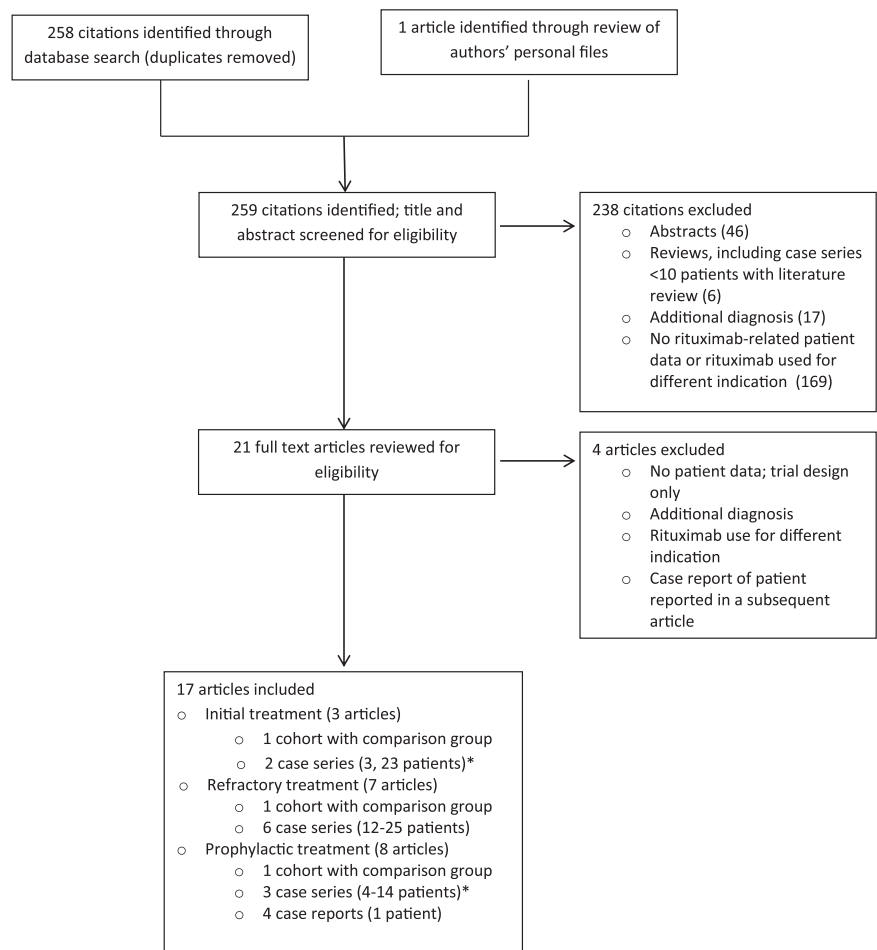 258 citations identified through
database search (duplicates removed)
1 article identified through review of
authors' personal files
259 citations identified; title and
abstract screened for eligibility
238 citations excluded
o Abstracts (46)
o Reviews, including case series
<10 patients with literature
review (6)
o Additional diagnosis (17)
o No rituximab-related patient
data or rituximab used for
different indication (169)
21 full text articles reviewed for
eligibility
4 articles excluded
o No patient data; trial design
only
o Additional diagnosis
o Rituximab use for different
indication
o Case report of patient
reported in a subsequent
article
17 articles included
o Initial treatment (3 articles)
o 1 cohort with comparison group
o 2 case series (3, 23 patients)*
o Refractory treatment (7 articles)
o 1 cohort with comparison group
o 6 case series (12-25 patients)
o Prophylactic treatment (8 articles)
o 1 cohort with comparison group
o 3 case series (4-14 patients)*
o 4 case reports (1 patient)